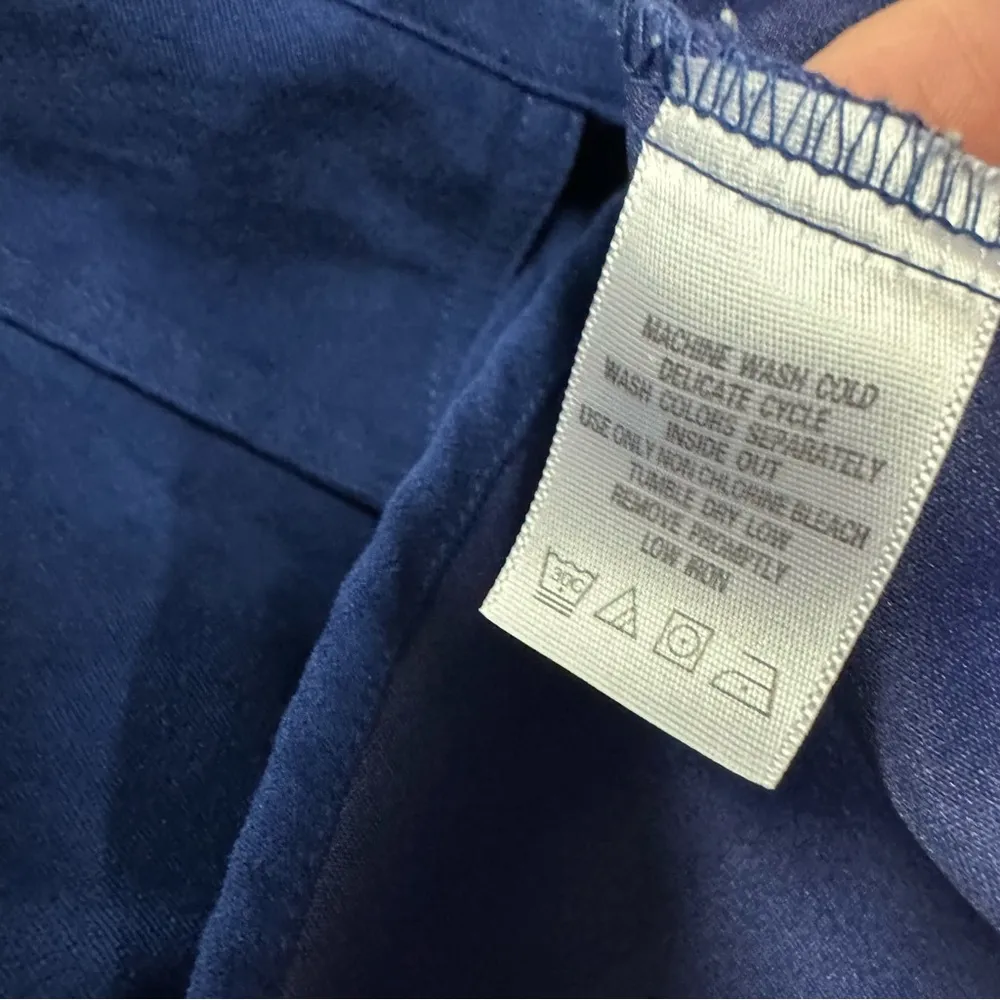 MACHINE WASH COLD
DELICATE CYCLE
WASH COLORS SEPARATELY
INSIDE OUT
USE ONLY NON CHLORINE BLEACH
TUMBLE DRY LOW
REMOVE PROMPTLY
LOW IRON
30C